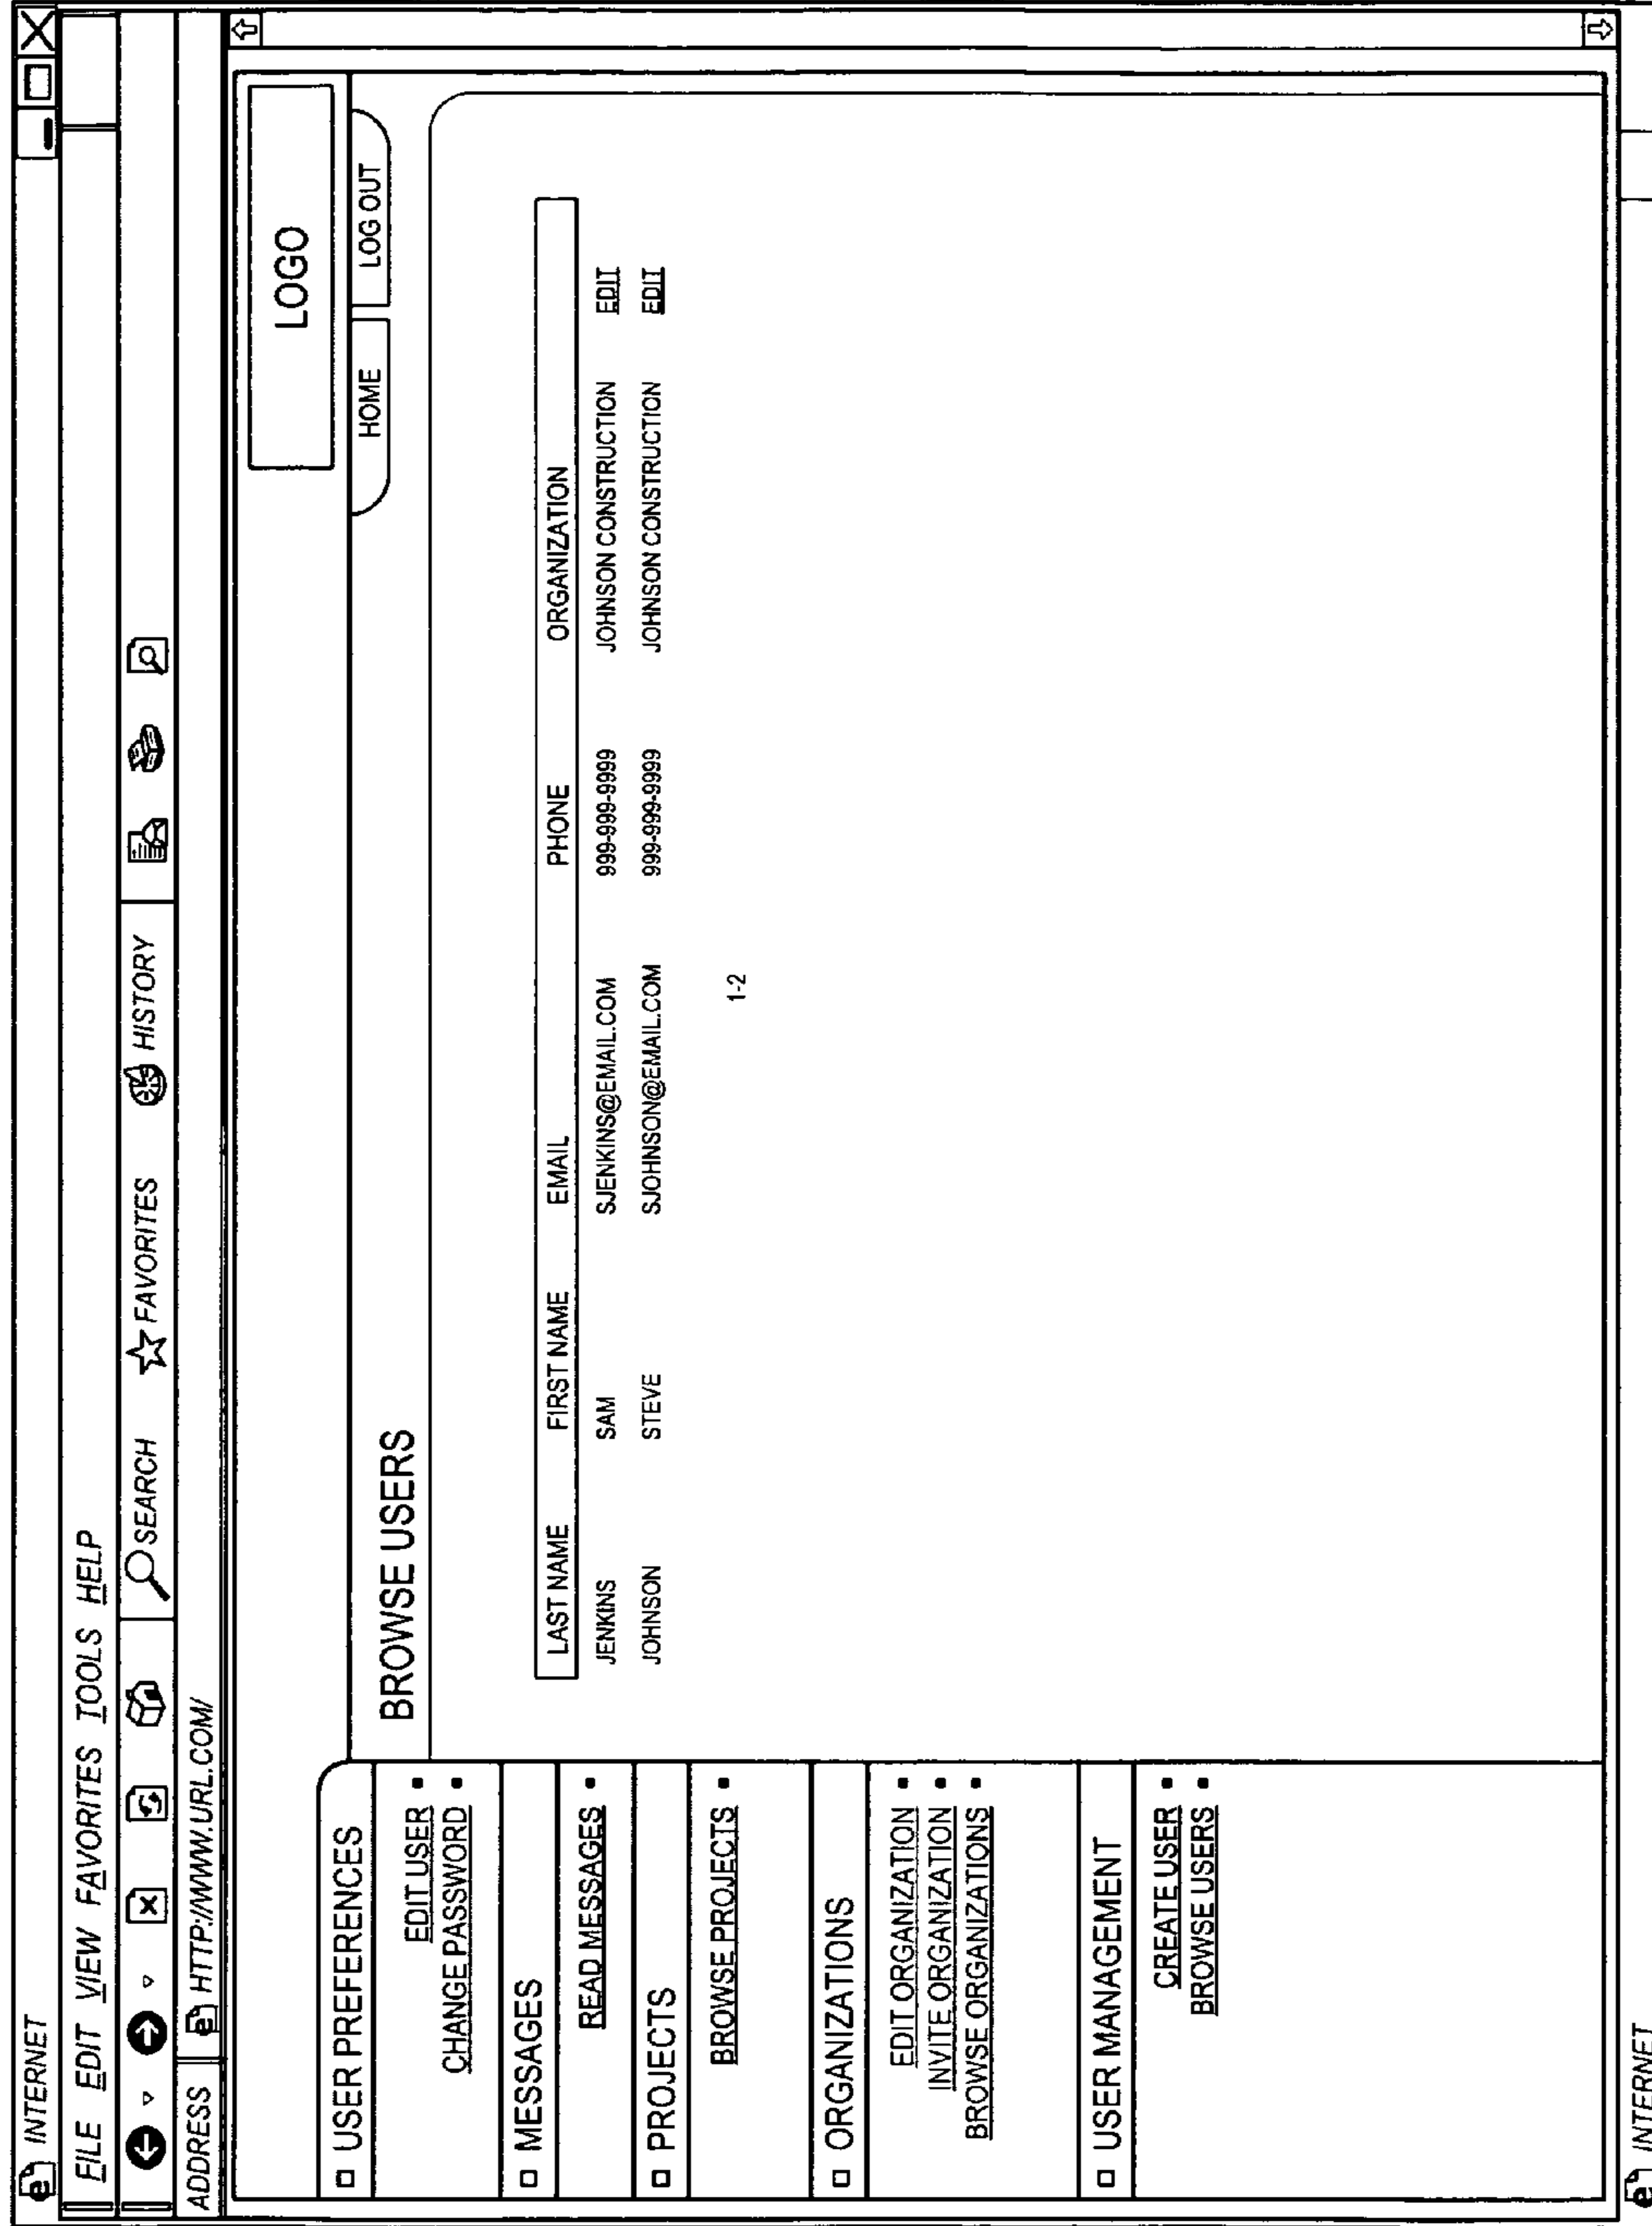 INTERNET
FILE EDIT VIEW FAVORITES TOOLS HELP
SEARCH FAVORITES HISTORY
ADDRESS HTTP://WWW.URL.COM/
LOGO
HOME LOG OUT
BROWSE USERS
USER PREFERENCES
EDIT USER
CHANGE PASSWORD
MESSAGES
READ MESSAGES
PROJECTS
BROWSE PROJECTS
ORGANIZATIONS
EDIT ORGANIZATION
INVITE ORGANIZATION
BROWSE ORGANIZATIONS
USER MANAGEMENT
CREATE USER
BROWSE USERS
LAST NAME FIRST NAME EMAIL PHONE ORGANIZATION
JENKINS SAM SJENKINS@EMAIL.COM 999-999-9999 JOHNSON CONSTRUCTION EDIT
JOHNSON STEVE SJOHNSON@EMAIL.COM 999-999-9999 JOHNSON CONSTRUCTION EDIT
1-2
INTERNET